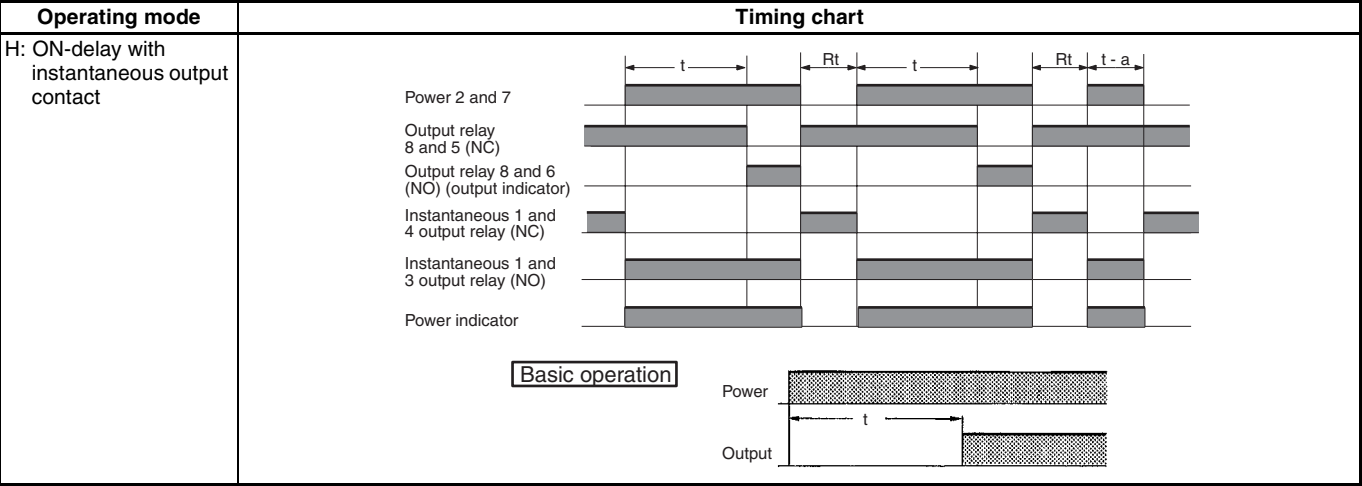 Operating mode
Timing chart
H: ON-delay with
instantaneous output
contact
t
Rt
t
Rt
t - a
Power 2 and 7
Output relay
8 and 5 (NC)
Output relay 8 and 6
(NO) (output indicator)
Instantaneous 1 and
4 output relay (NC)
Instantaneous 1 and
3 output relay (NO)
Power indicator
Basic operation
Power
t
Output